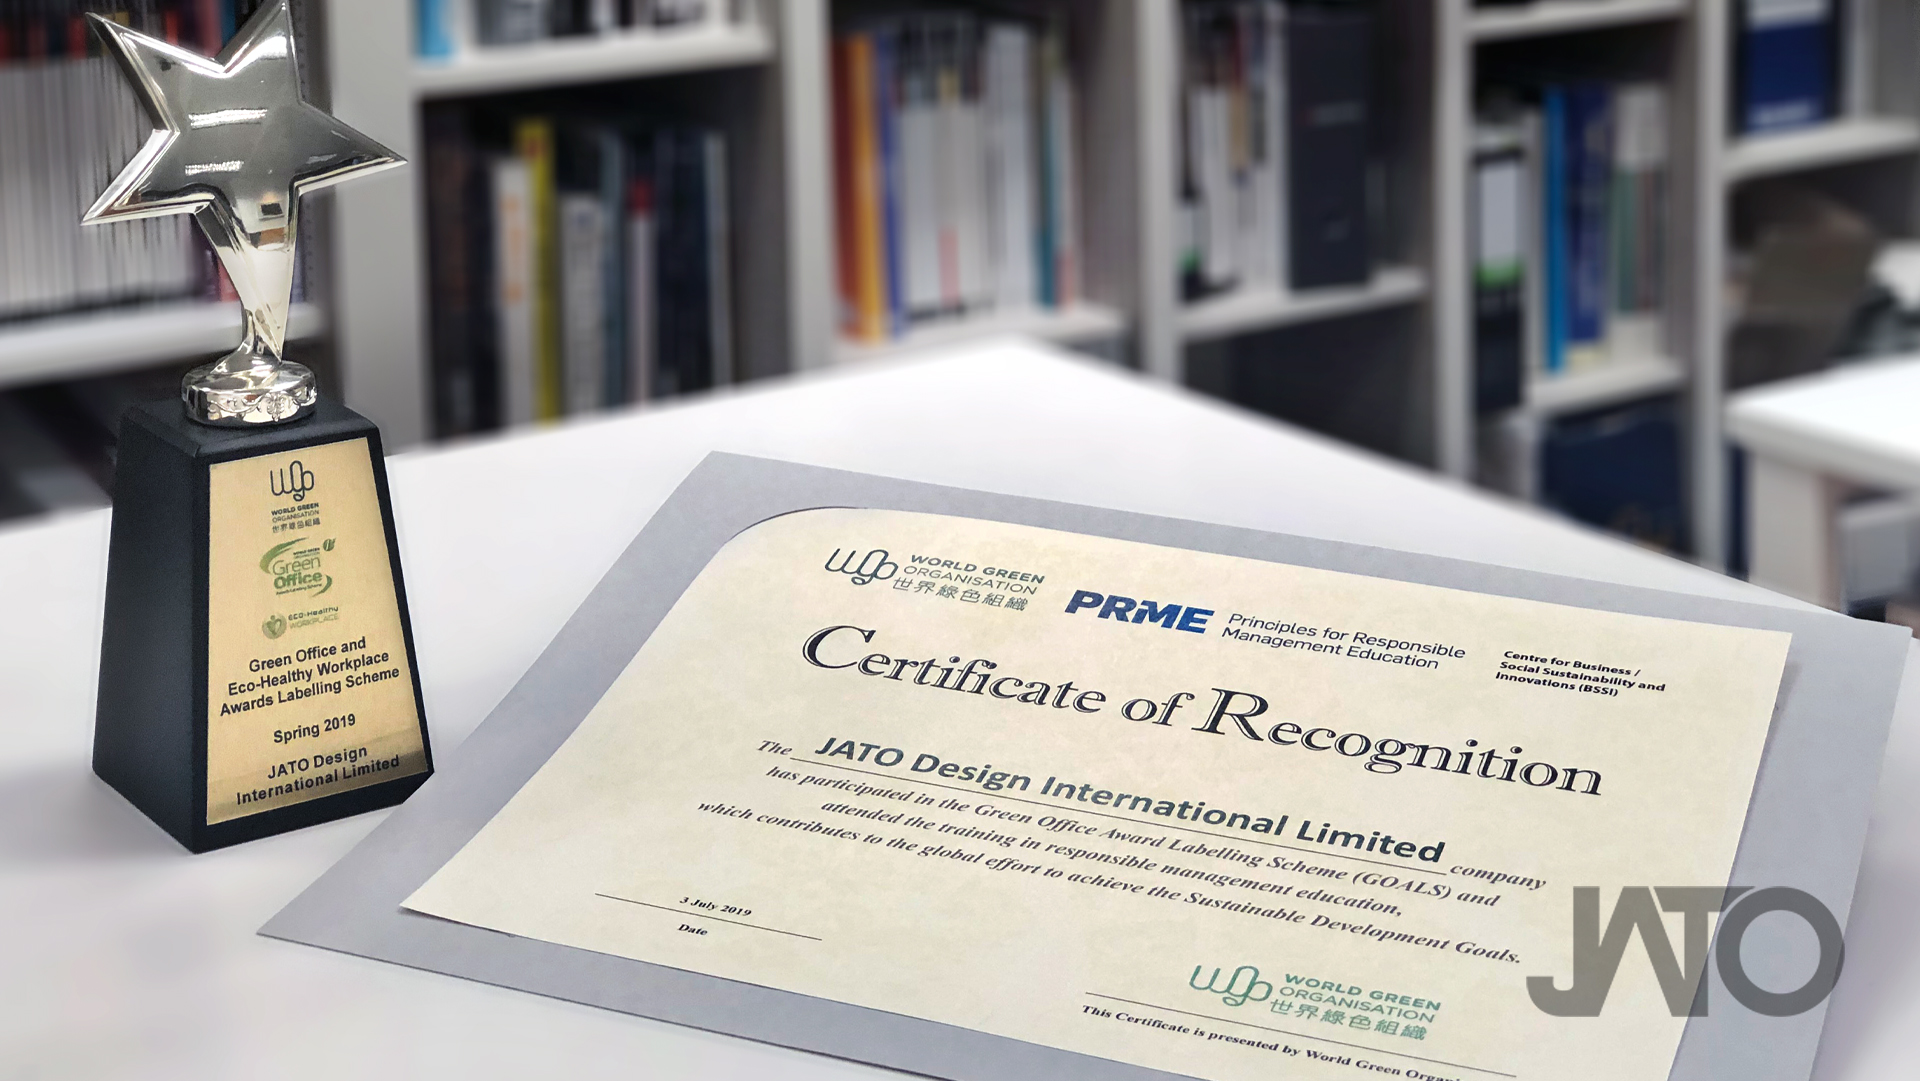 wgo
WORLD GREEN
ORGANISATION
世界綠色組織
Green
Office
ECO-Healthy
WORKPLACE
Green Office and
Eco-Healthy Workplace
Awards Labelling Scheme
Spring 2019
JATO Design
International Limited
wgo
WORLD GREEN
ORGANISATION
世界綠色組織
PRiME Principles for Responsible
Management Education
Centre for Business /
Social Sustainability and
Innovations (BSSI)
Certificate of Recognition
The JATO Design International Limited company
has participated in the Green Office Award Labelling Scheme (GOALS) and
attended the training in responsible management education,
which contributes to the global effort to achieve the Sustainable Development Goals.
3 July 2019
Date
wgo
WORLD GREEN
ORGANISATION
世界綠色組織
This Certificate is presented by World Green Organi
JATO